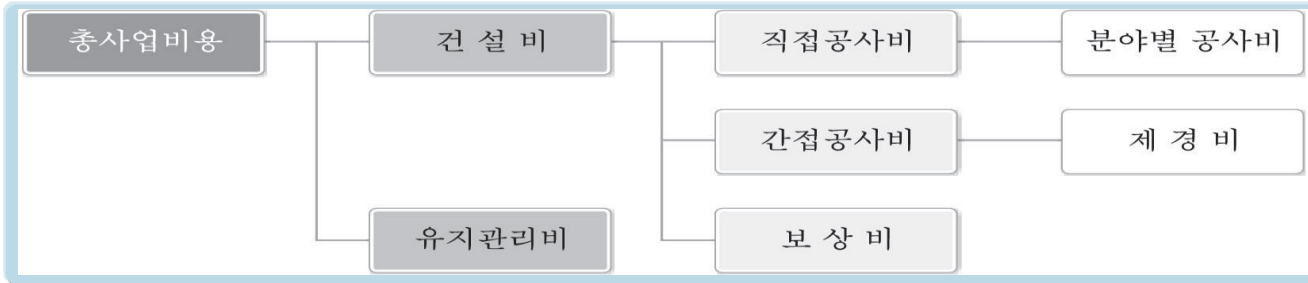 총사업비용 건 설 비 직접공사비 분야별 공사비
간접공사비 제 경 비
유지관리비 보 상 비